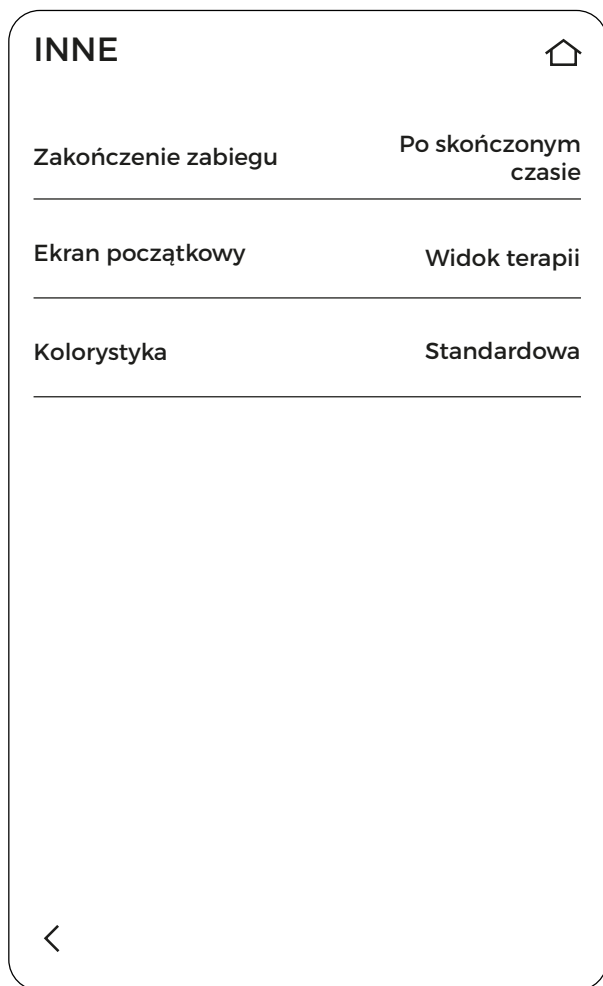 INNE
Zakończenie zabiegu
Po skończonym
czasie
Ekran początkowy
Widok terapii
Kolorystyka
Standardowa